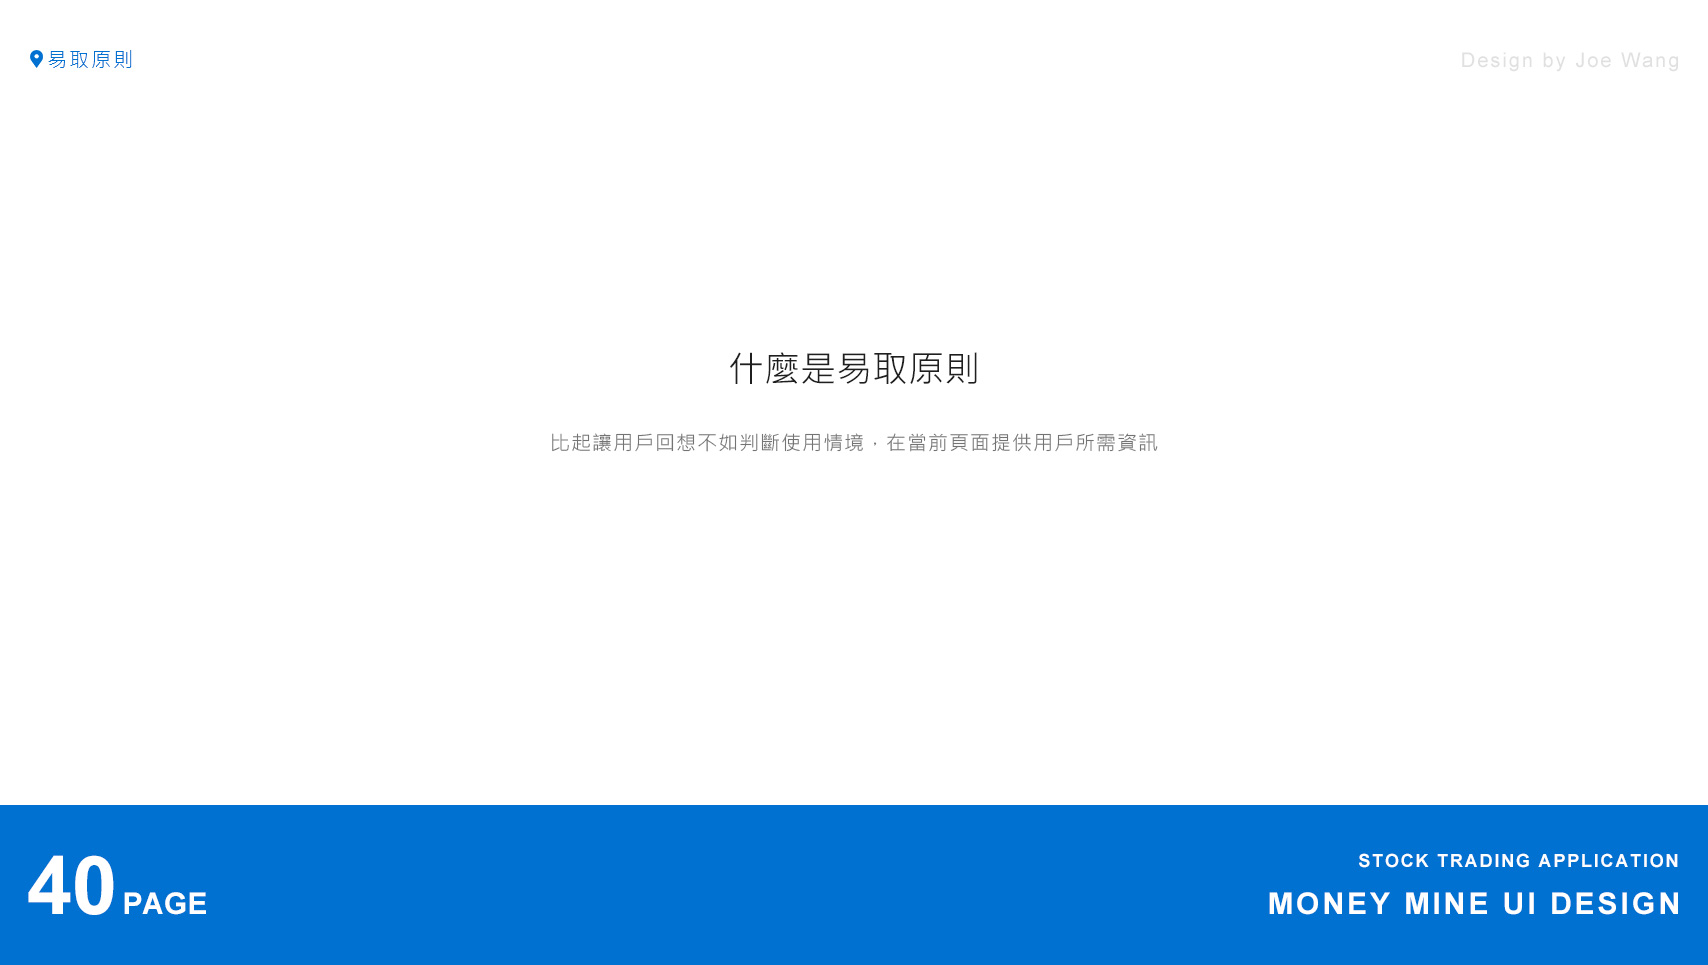 易取原則
Design by Joe Wang
什麼是易取原則
比起讓用戶回想不如判斷使用情境，在當前頁面提供用戶所需資訊
40 PAGE
STOCK TRADING APPLICATION
MONEY MINE UI DESIGN